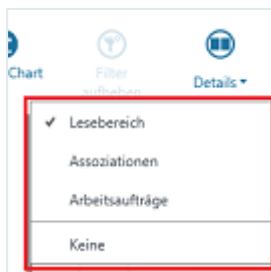 Chart
Filter
aufheben
Details
Lesebereich
Assoziationen
Arbeitsaufträge
Keine